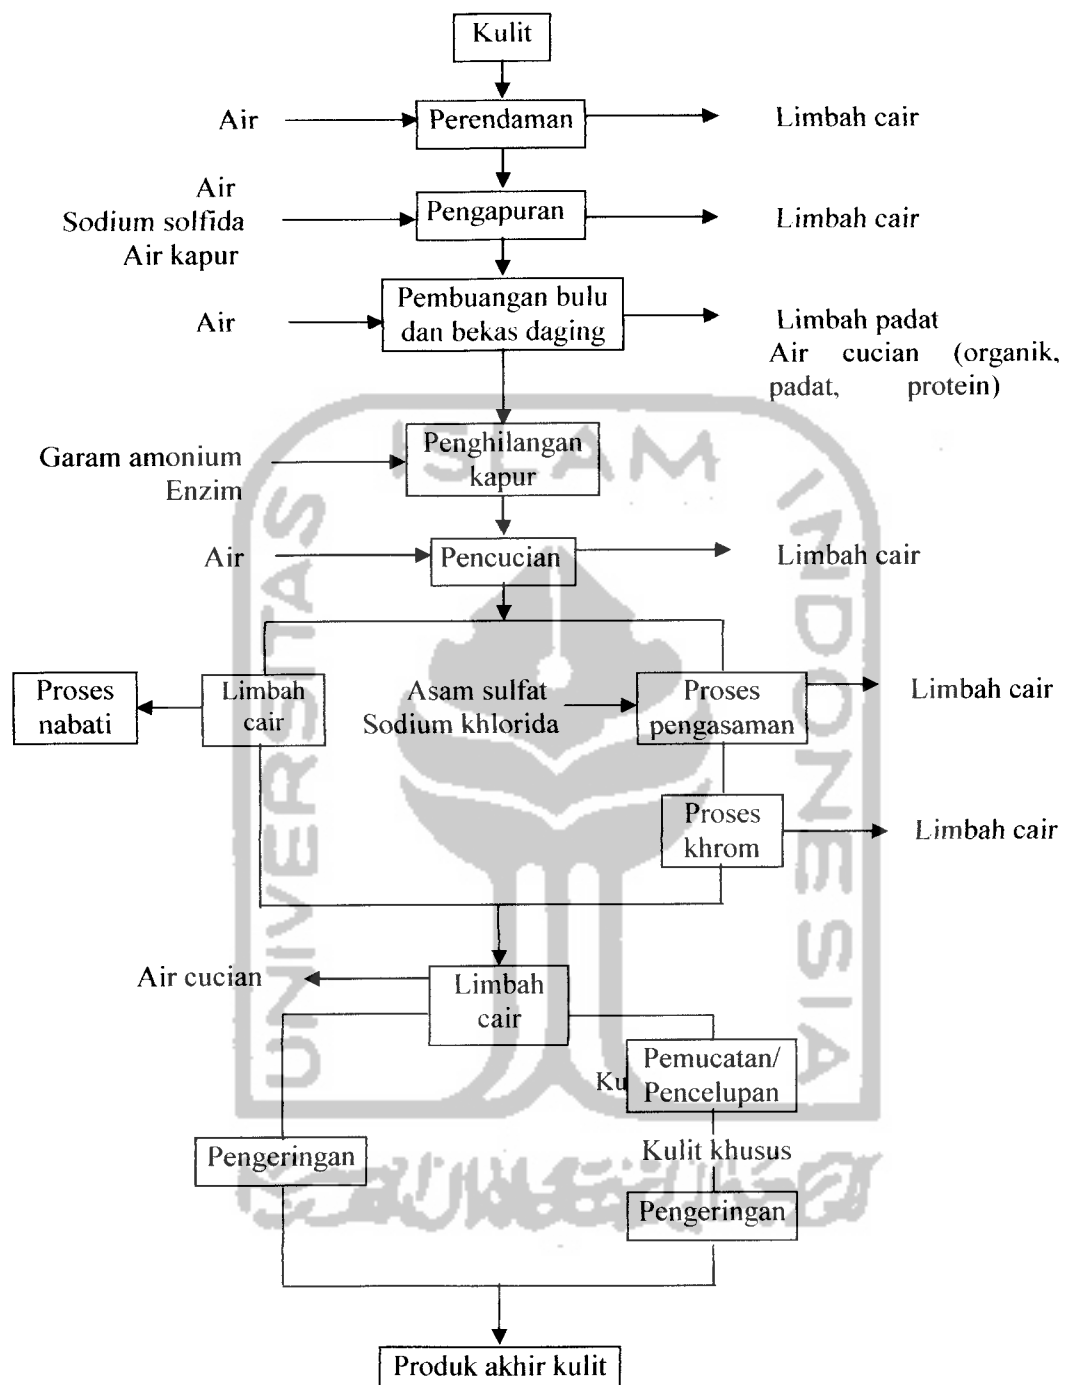 Kulit
Air
Perendaman
Limbah cair
Air
Sodium solfida
Air kapur
Pengapuran
Limbah cair
Air
Pembuangan bulu
dan bekas daging
Limbah padat
Air cucian (organik,
padat, protein)
Garam amonium
Enzim
Penghilangan
kapur
Air
Pencucian
Limbah cair
Proses
nabati
Limbah
cair
Asam sulfat
Sodium khlorida
Proses
pengasaman
Limbah cair
Proses
khrom
Limbah cair
Air cucian
Limbah
cair
Ku
Pemucatan/
Pencelupan
Pengeringan
Kulit khusus
Pengeringan
Produk akhir kulit
UNIVERSITAS
ISLAM
INDONESIA